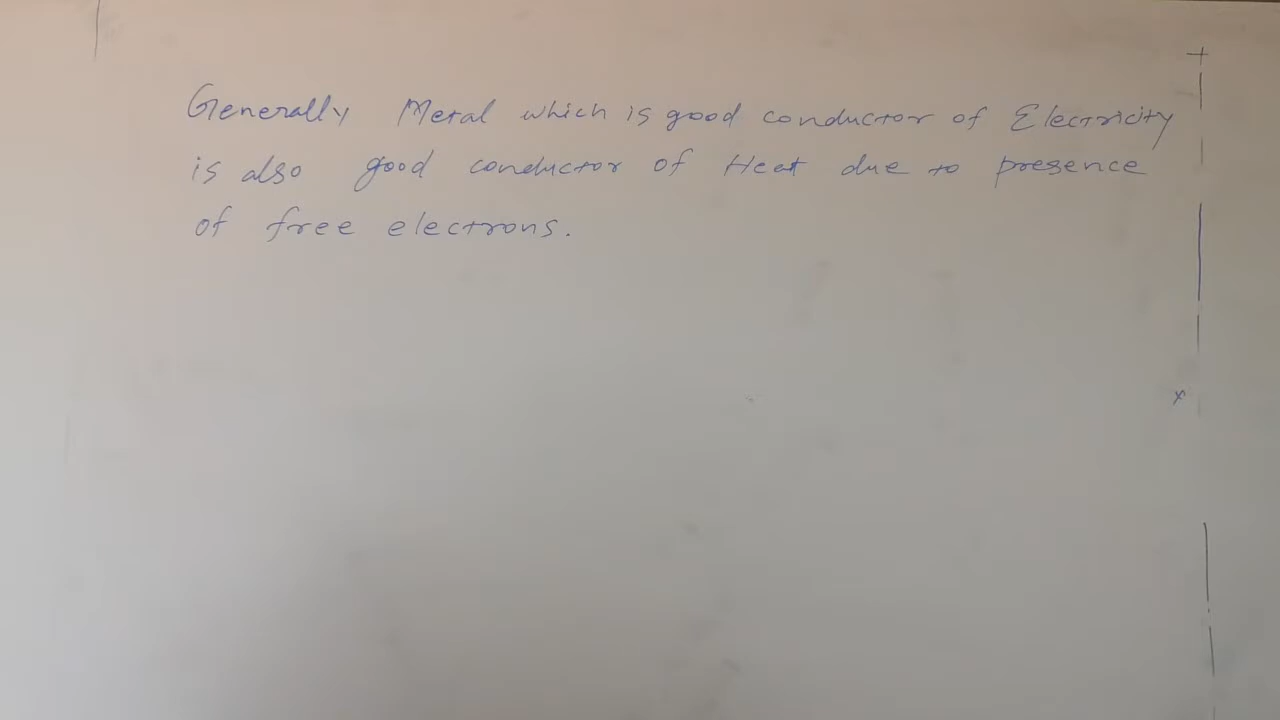 Generally Metal which is good conductor of Electricity
is also good conductor of Heat due to presence
of free electrons.